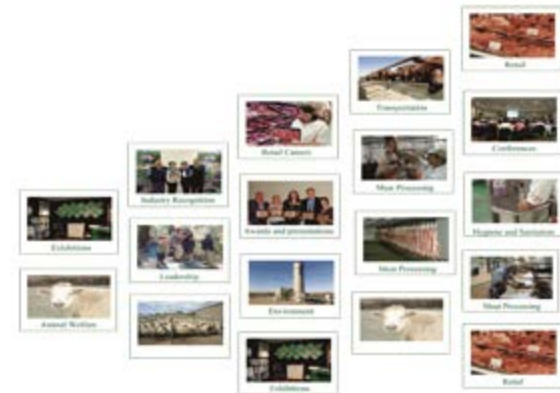 Exhibitions
Animal Welfare
Industry Recognition
Leadership
Retail Careers
Awards and presentations
Environment
Exhibitions
Transportation
Meat Processing
Meat Processing
Retail
Conferences
Hygiene and Sanitation
Meat Processing
Retail